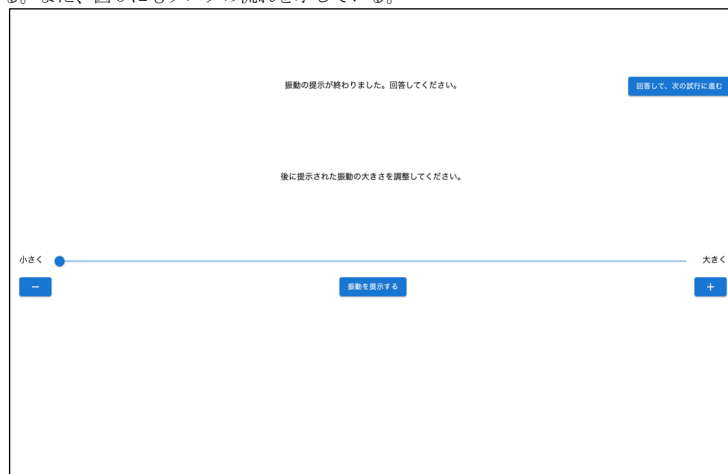 振動の提示が終わりました。回答してください。
回答して、次の試行に進む
後に提示された振動の大きさを調整してください。
小さく
大きく
−
振動を提示する
+